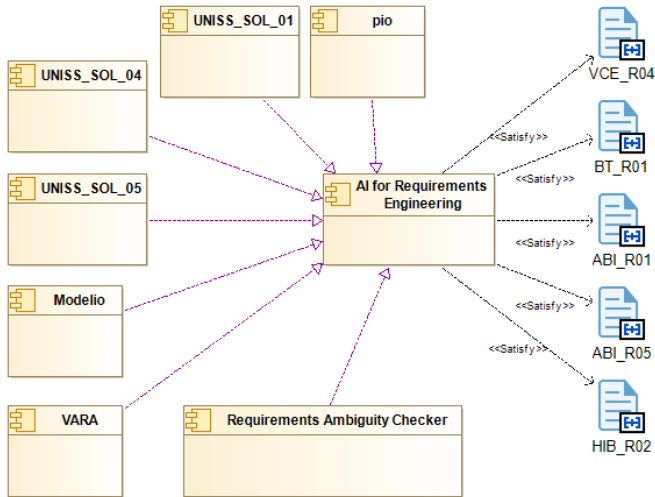 UNISS_SOL_01
pio
UNISS_SOL_04
VCE_R04
<<Satisfy>>
BT_R01
<<Satisfy>>
UNISS_SOL_05
AI for Requirements
Engineering
<<Satisfy>>
ABI_R01
Modelio
<<Satisfy>>
ABI_R05
<<Satisfy>>
VARA
Requirements Ambiguity Checker
HIB_R02